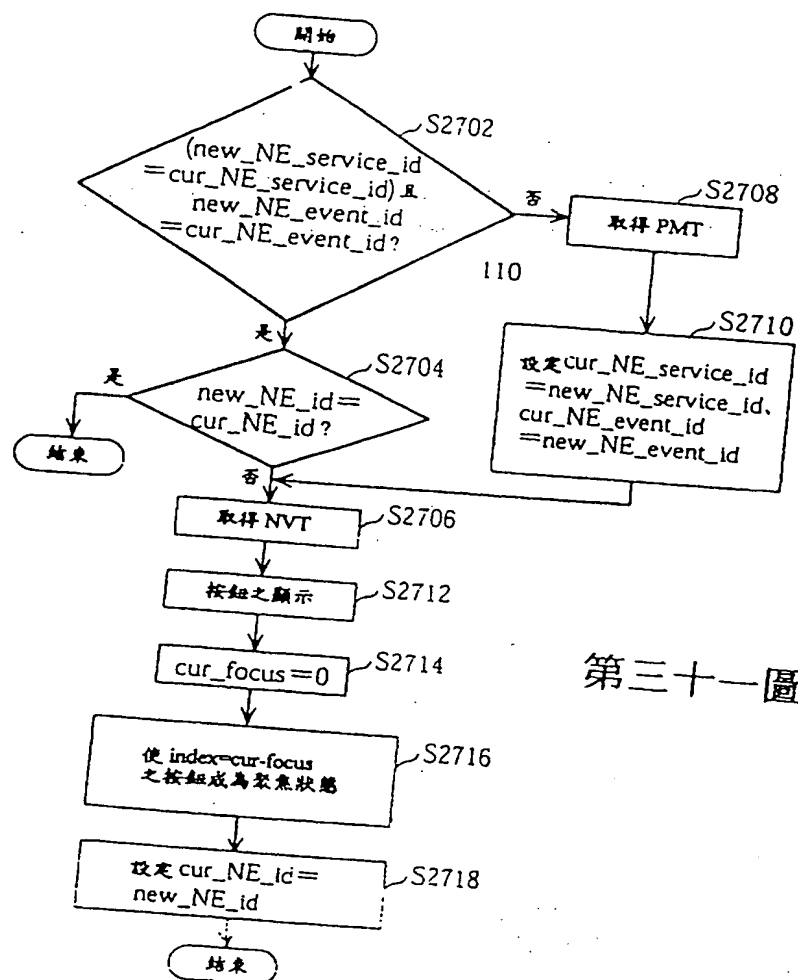 開始
S2702
(new_NE_service_id
=cur_NE_service_id)且
new_NE_event_id
=cur_NE_event_id?
否
S2708
取得 PMT
110
S2710
設定cur_NE_service_id
=new_NE_service_id、
cur_NE_event_id
=new_NE_event_id
是
S2704
new_NE_id=
cur_NE_id?
是
結束
否
取得 NVT
S2706
按鈕之顯示
S2712
cur_focus=0
S2714
第三十一圖
使 index=cur-focus
之按鈕成為聚焦狀態
S2716
設定 cur_NE_id=
new_NE_id
S2718
結束